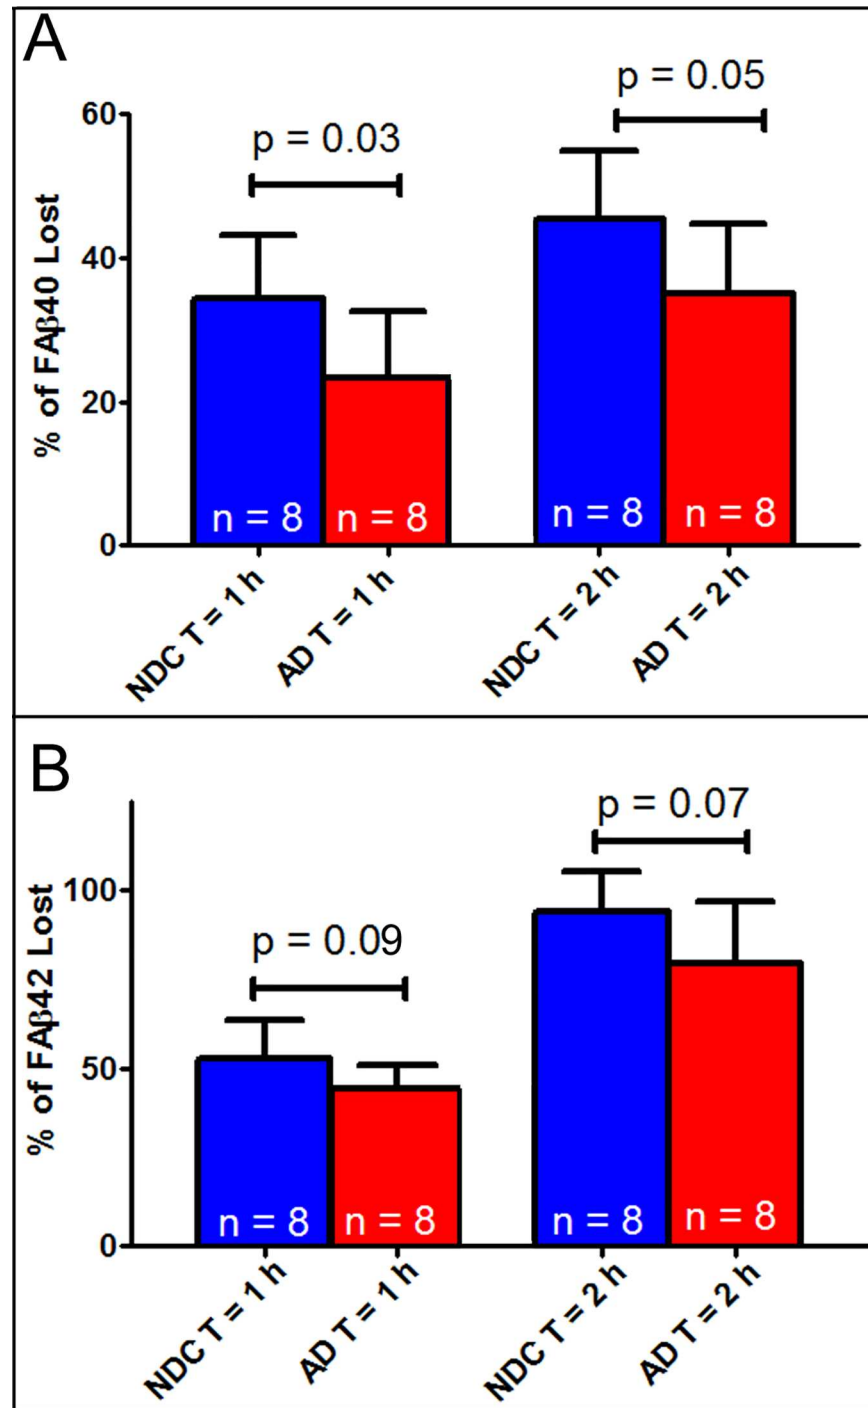 A
p = 0.05
p = 0.03
60
40
20
0
% of FAβ40 Lost
n = 8
n = 8
n = 8
n = 8
NDC T = 1 h
AD T = 1 h
NDC T = 2 h
AD T = 2 h
B
p = 0.07
p = 0.09
100
50
0
% of FAβ42 Lost
n = 8
n = 8
n = 8
n = 8
NDC T = 1 h
AD T = 1 h
NDC T = 2 h
AD T = 2 h